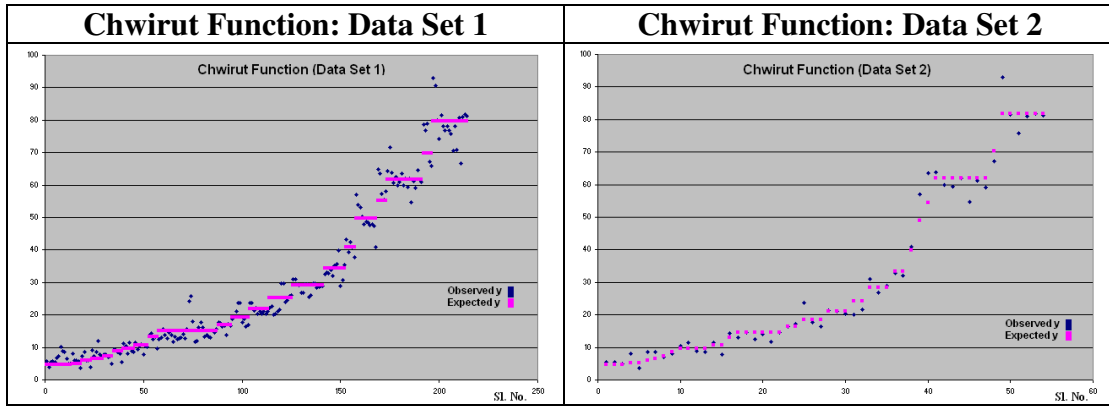 Chwirut Function: Data Set 1
Chwirut Function (Data Set 1)
100
90
80
70
60
50
40
30
20
10
0
Observed y
Expected y
0 50 100 150 200 250
Sl. No.
Chwirut Function: Data Set 2
Chwirut Function (Data Set 2)
100
90
80
70
60
50
40
30
20
10
0
Observed y
Expected y
0 10 20 30 40 50 60
Sl. No.